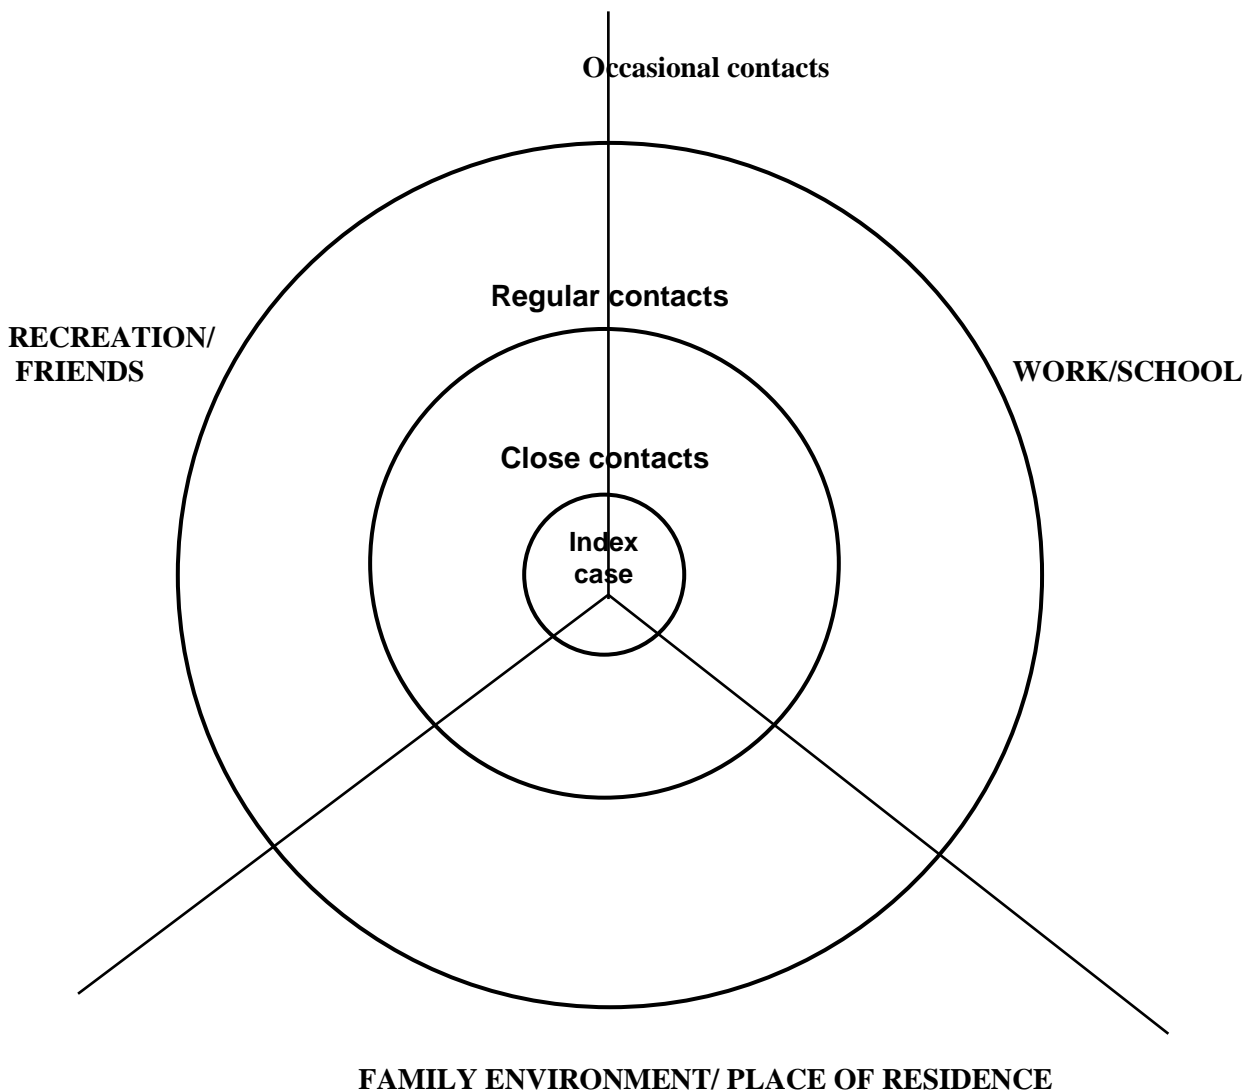 Occasional contacts
Regular contacts
RECREATION/
FRIENDS
WORK/SCHOOL
Close contacts
Index
case
FAMILY ENVIRONMENT/ PLACE OF RESIDENCE